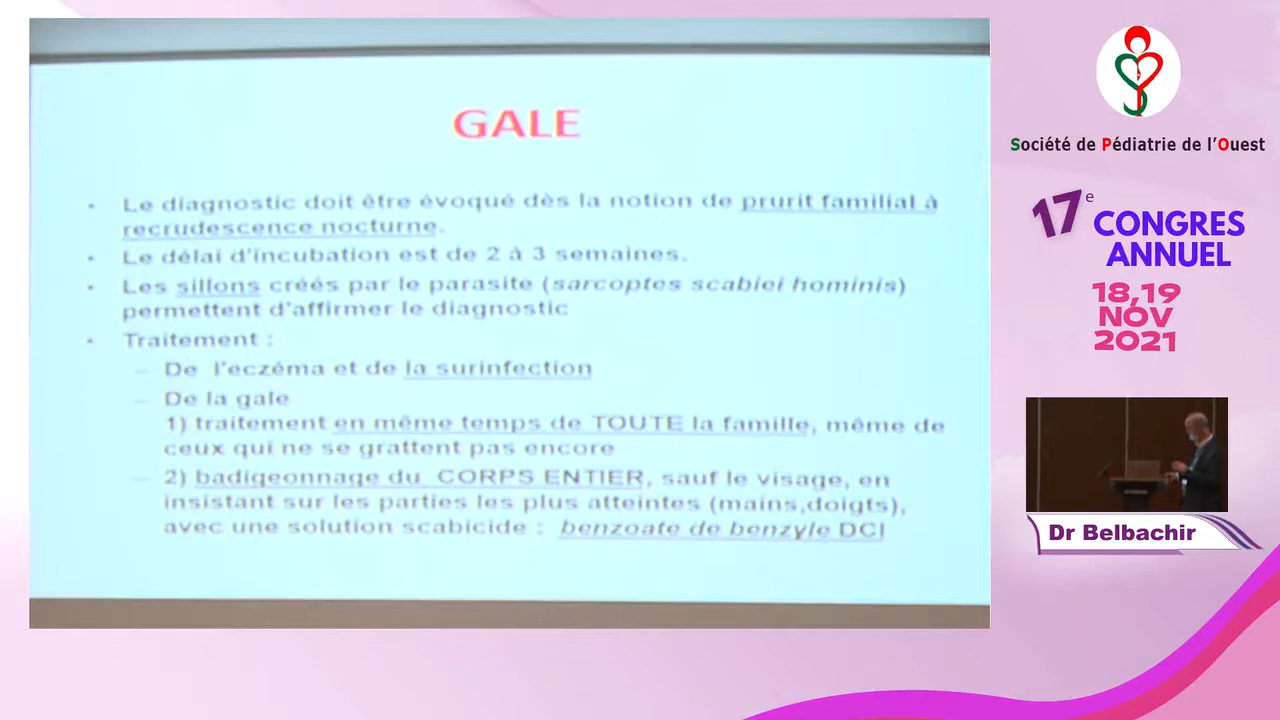 GALE
• Le diagnostic doit être évoqué dès la notion de prurit familial à
recrudescence nocturne.
• Le délai d'incubation est de 2 à 3 semaines.
• Les sillons créés par le parasite (sarcoptes scabiei hominis)
permettent d'affirmer le diagnostic
• Traitement :
– De l'eczéma et de la surinfection
– De la gale
1) traitement en même temps de TOUTE la famille, même de
ceux qui ne se grattent pas encore
– 2) badigeonnage du CORPS ENTIER, sauf le visage, en
insistant sur les parties les plus atteintes (mains,doigts),
avec une solution scabicide : benzoate de benzyle DCI
Société de Pédiatrie de l'Ouest
17e
CONGRES
ANNUEL
18,19
NOV
2021
Dr Belbachir